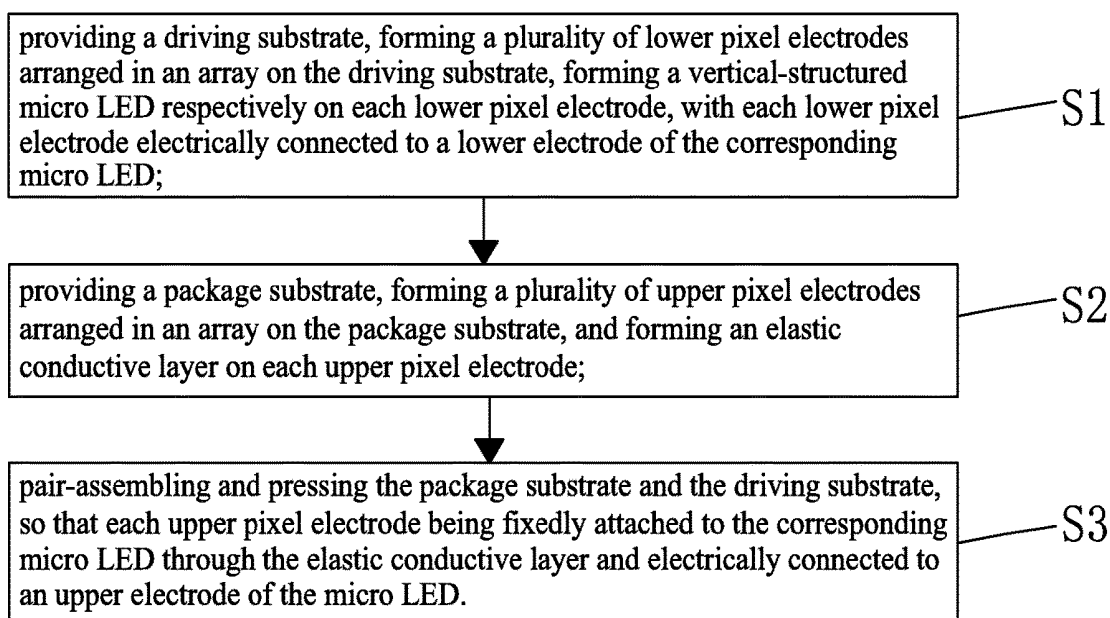 providing a driving substrate, forming a plurality of lower pixel electrodes
arranged in an array on the driving substrate, forming a vertical-structured
micro LED respectively on each lower pixel electrode, with each lower pixel
electrode electrically connected to a lower electrode of the corresponding
micro LED;
S1
providing a package substrate, forming a plurality of upper pixel electrodes
arranged in an array on the package substrate, and forming an elastic
conductive layer on each upper pixel electrode;
S2
pair-assembling and pressing the package substrate and the driving substrate,
so that each upper pixel electrode being fixedly attached to the corresponding
micro LED through the elastic conductive layer and electrically connected to
an upper electrode of the micro LED.
S3